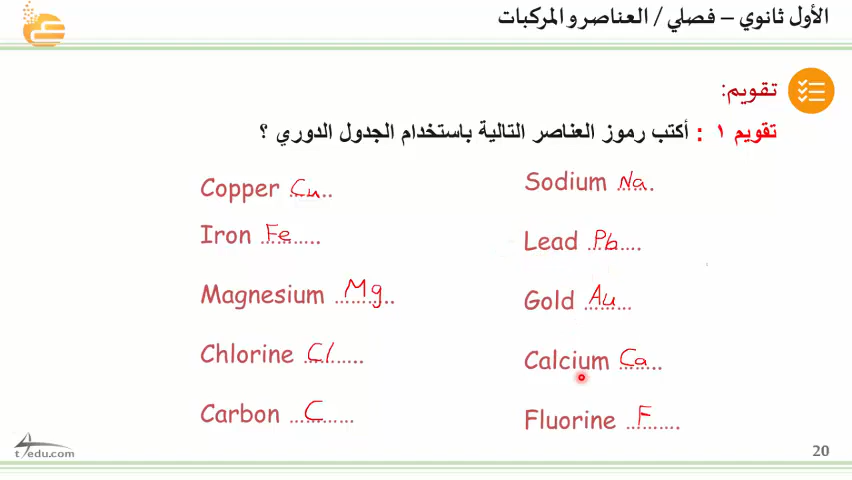 الأول ثانوي – فصلي / العناصر و المركبات
تقويم:
تقويم ١ : أكتب رموز العناصر التالية باستخدام الجدول الدوري ؟
Copper ..Cu..
Sodium ..Na..
Iron ...Fe.....
Lead ...Pb....
Magnesium ....Mg.....
Gold ...Au....
Chlorine ...Cl.....
Calcium ..Ca...
Carbon ....C.....
Fluorine ....F.....
t4edu.com
20